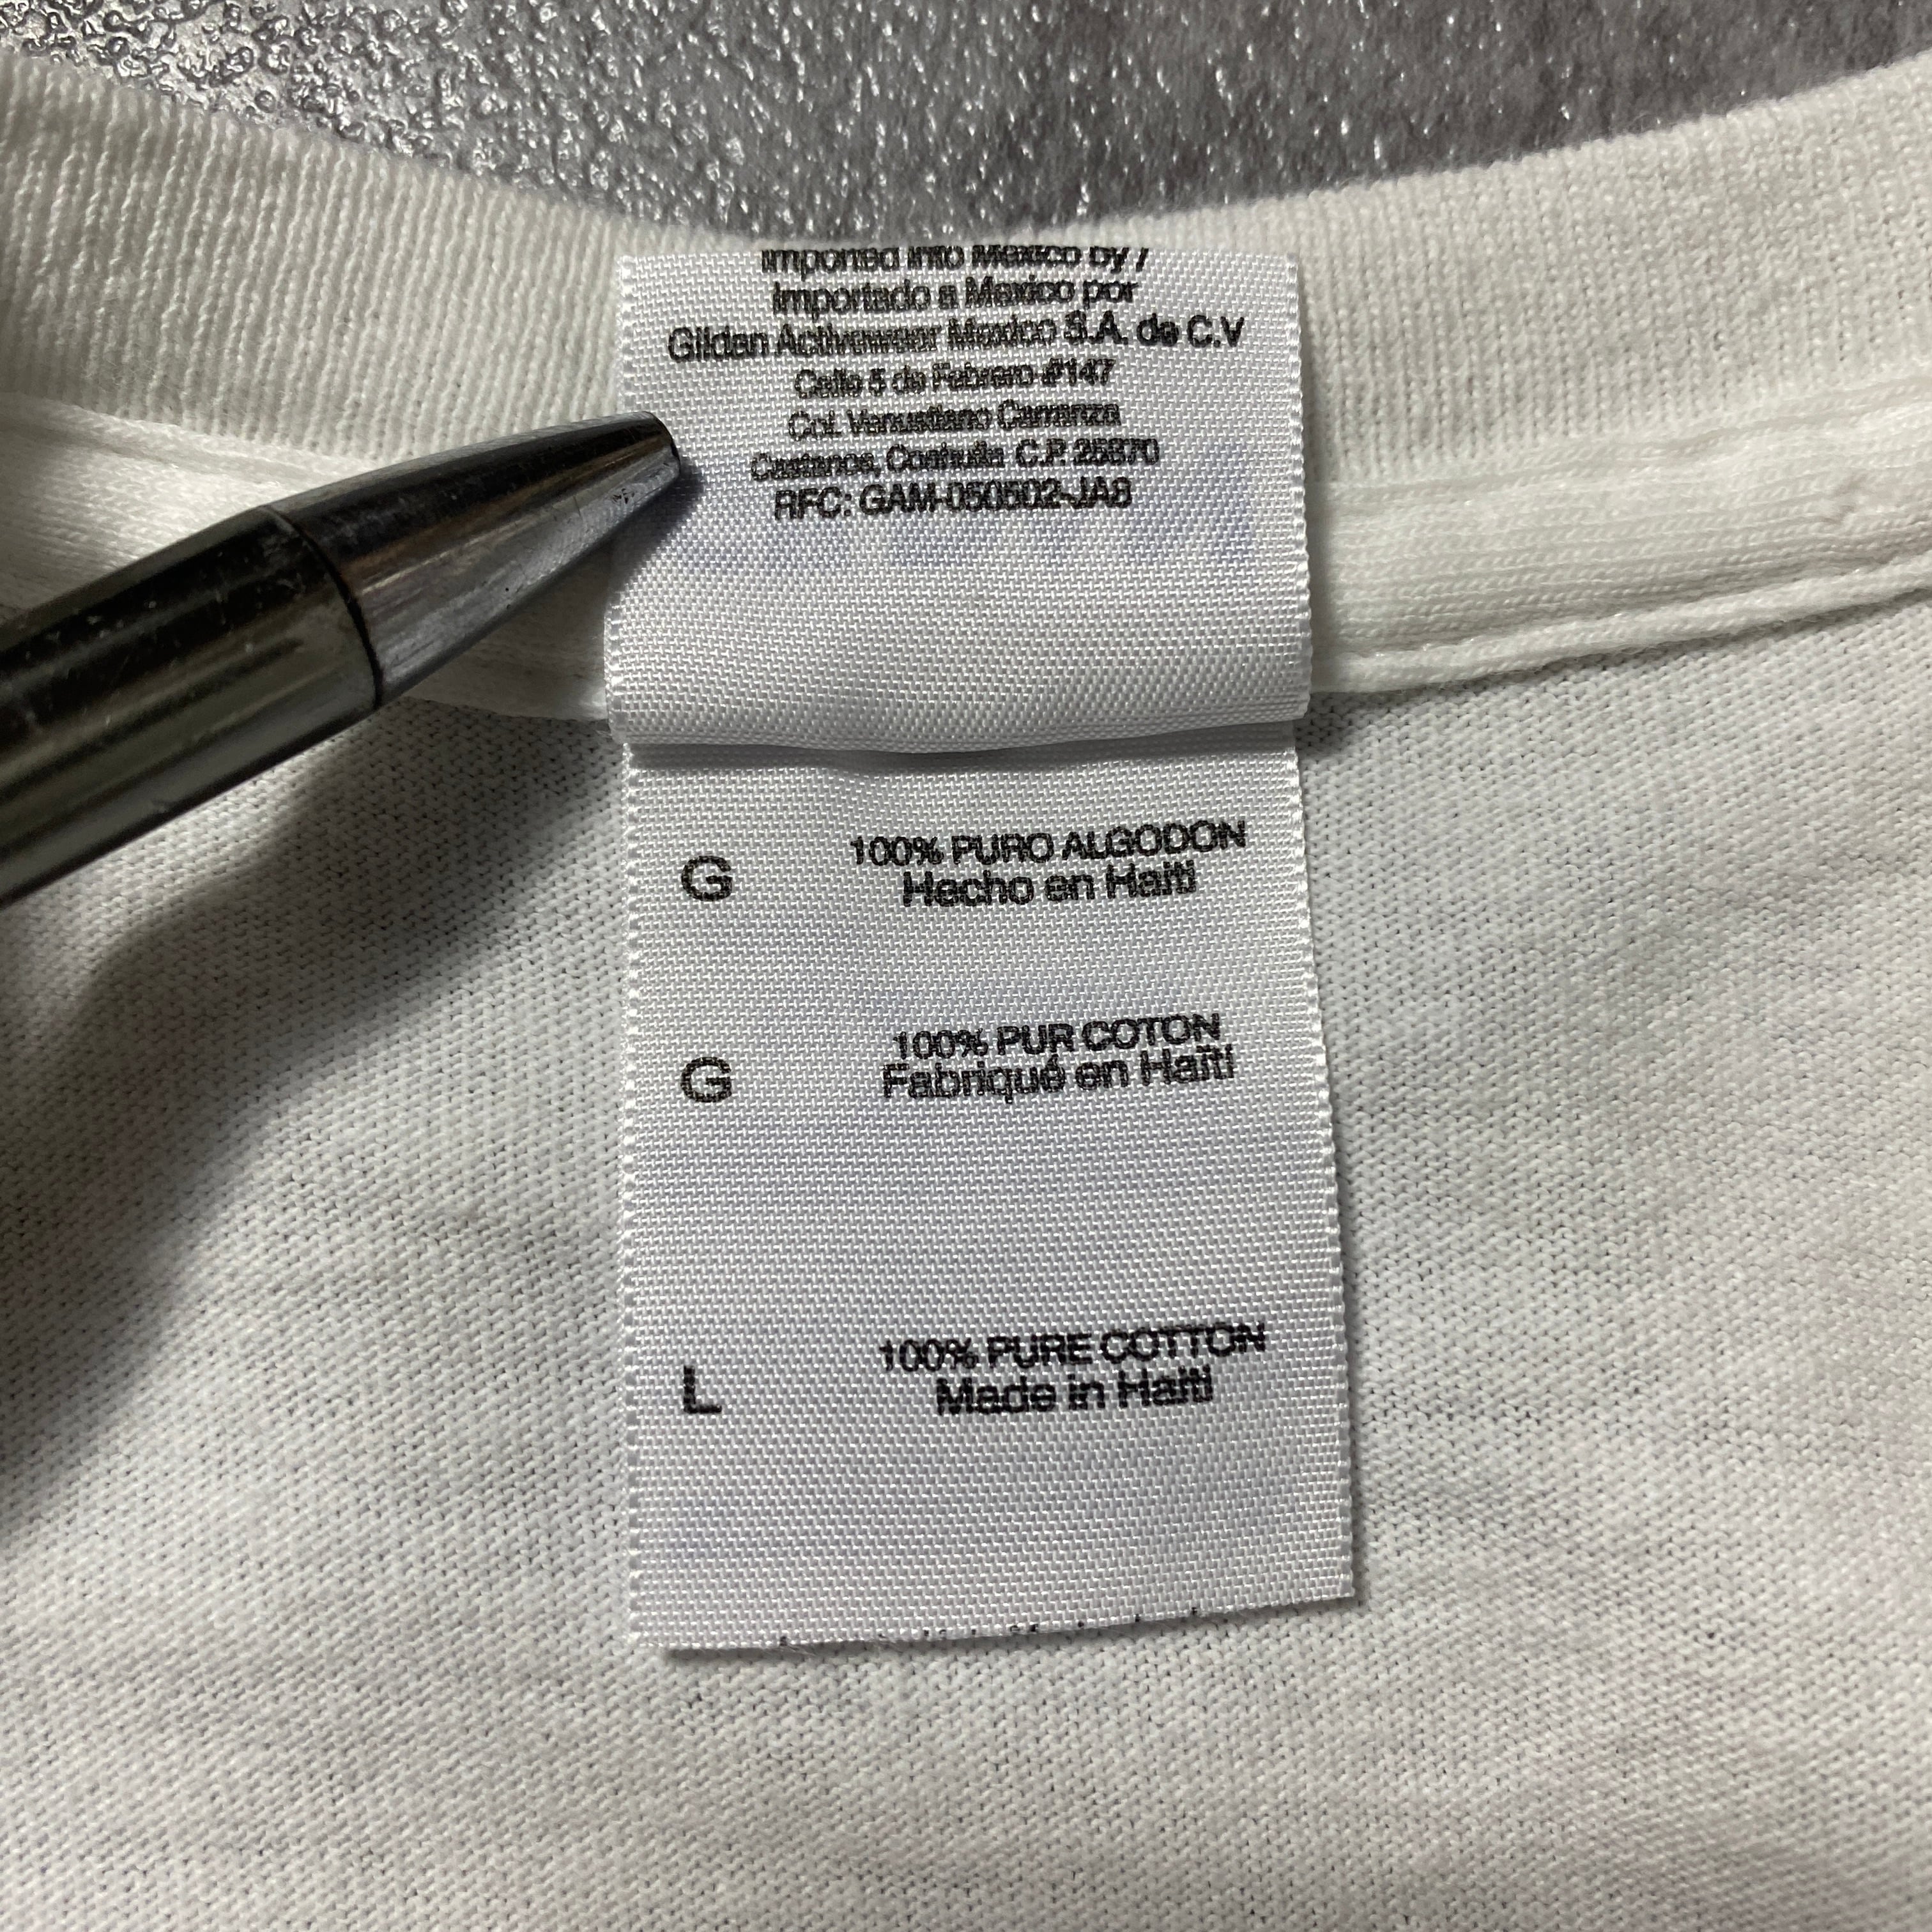 Imported into Mexico by /
Importado a Mexico por
Gildan Activewear Mexico S.A. de C.V
Calle 5 de Febrero #147
Col. Venustiano Carranza
Castanos, Coahuila C.P. 25870
RFC: GAM-050502-JA8
G 100% PURO ALGODON
Hecho en Haiti
G 100% PUR COTON
Fabriqué en Haïti
L 100% PURE COTTON
Made in Haiti